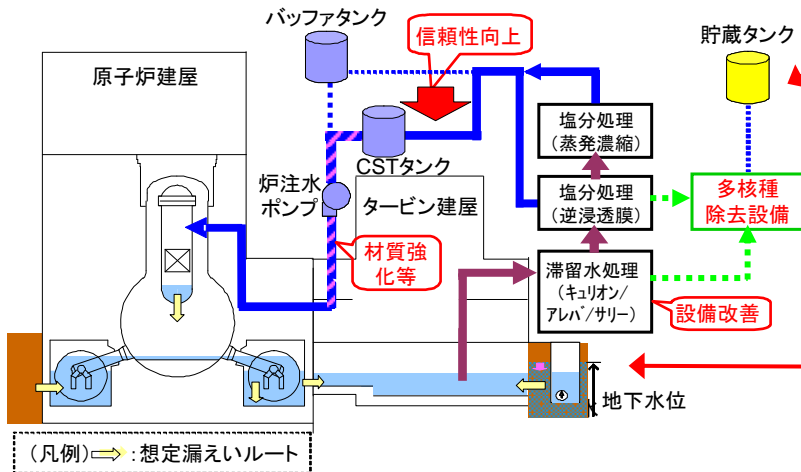 バッファタンク
信頼性向上
貯蔵タンク
原子炉建屋
塩分処理
(蒸発濃縮)
CSTタンク
炉注水
ポンプ
タービン建屋
塩分処理
(逆浸透膜)
多核種
除去設備
材質強
化等
滞留水処理
(キュリオン/
アレバ/サリー)
設備改善
地下水位
(凡例) :想定漏えいルート